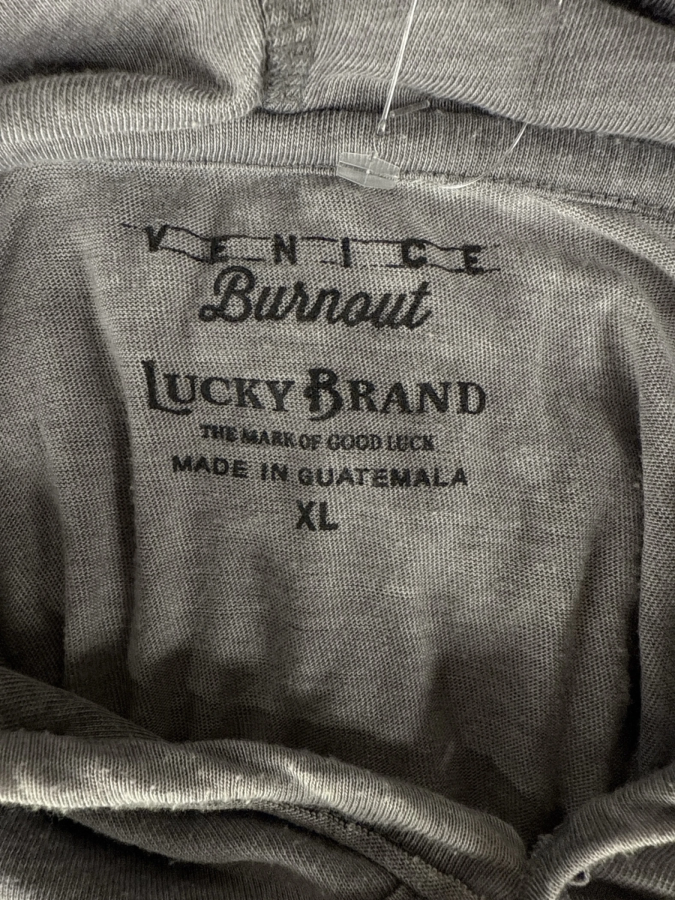 VENICE
Burnout
LUCKY BRAND
THE MARK OF GOOD LUCK
MADE IN GUATEMALA
XL